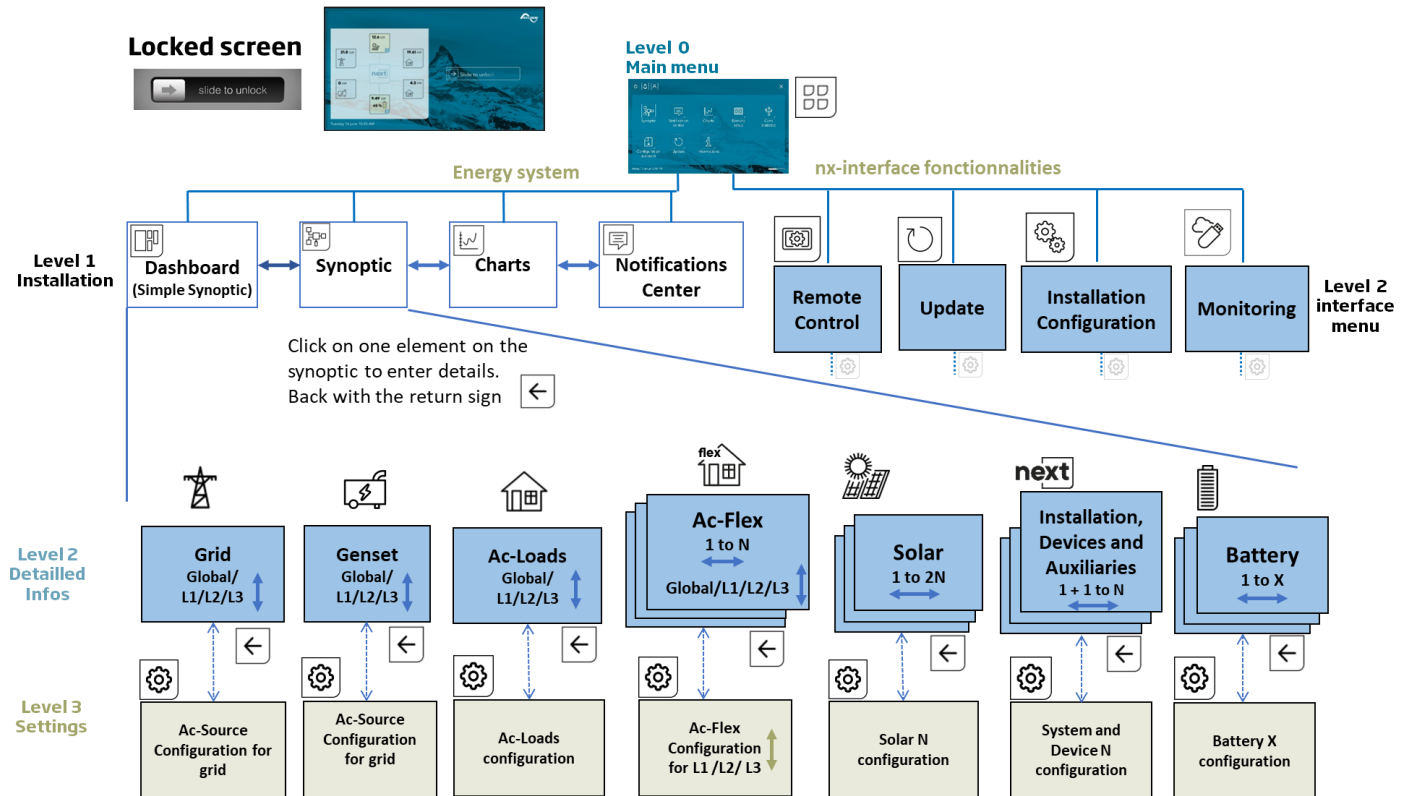 Locked screen
slide to unlock
next
Slide to unlock
Level 0
Main menu
Energy system
nx-interface fonctionnalities
Level 1
Installation
Dashboard
(Simple Synoptic)
Synoptic
Charts
Notifications
Center
Remote
Control
Update
Installation
Configuration
Monitoring
Level 2
interface
menu
Click on one element on the
synoptic to enter details.
Back with the return sign
flex
next
Level 2
Detailled
Infos
Grid
Global/
L1/L2/L3
Genset
Global/
L1/L2/L3
Ac-Loads
Global/
L1/L2/L3
Ac-Flex
1 to N
Global/L1/L2/L3
Solar
1 to 2N
Installation,
Devices and
Auxiliaries
1 + 1 to N
Battery
1 to X
Level 3
Settings
Ac-Source
Configuration for
grid
Ac-Source
Configuration
for grid
Ac-Loads
configuration
Ac-Flex
Configuration
for L1 /L2/ L3
Solar N
configuration
System and
Device N
configuration
Battery X
configuration